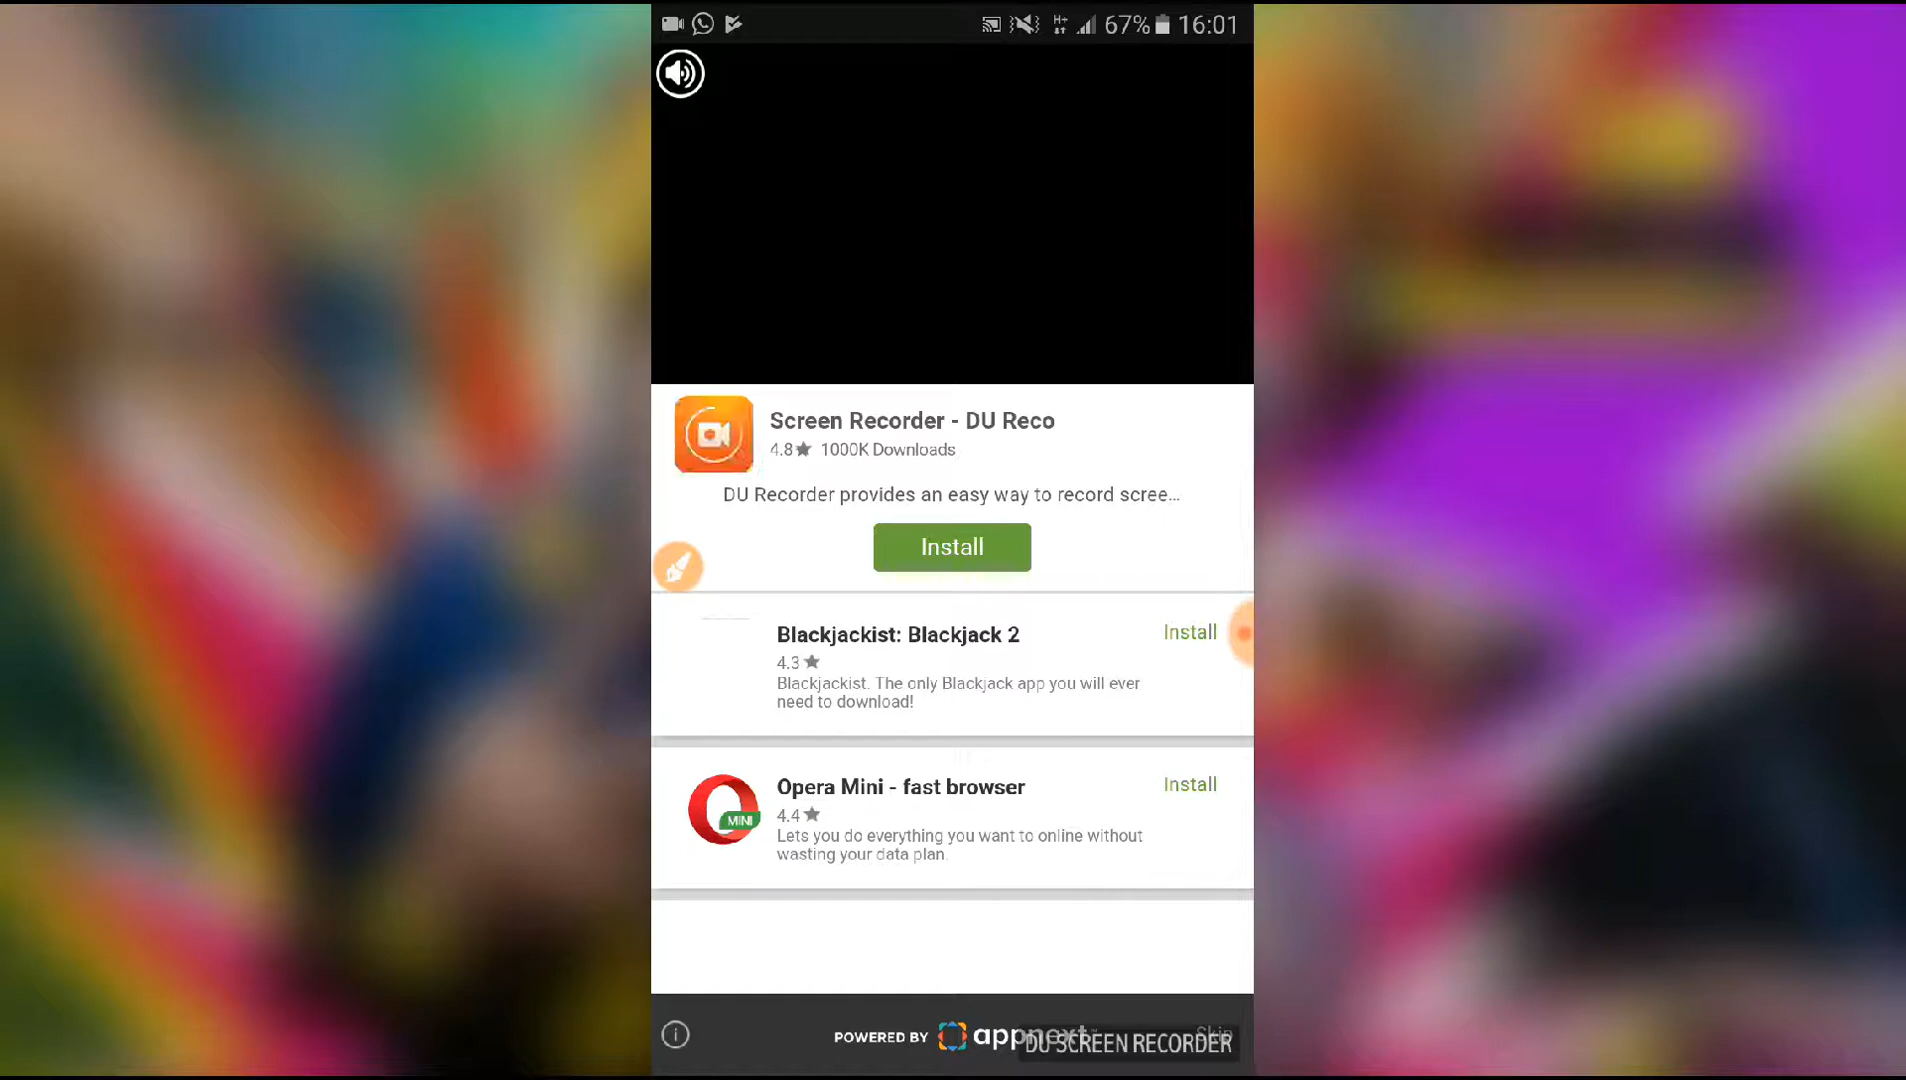 67% 16:01
Screen Recorder - DU Reco
4.8★ 1000K Downloads
DU Recorder provides an easy way to record scree...
Install
Blackjackist: Blackjack 2
Install
4.3★
Blackjackist. The only Blackjack app you will ever
need to download!
MINI
Opera Mini - fast browser
Install
4.4★
Lets you do everything you want to online without
wasting your data plan.
POWERED BY appnext
Skip
DU SCREEN RECORDER